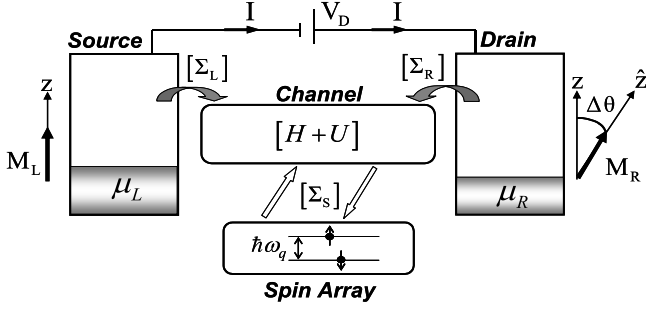 I V_D I
Source Drain
[Σ_L] [Σ_R]
z z ẑ
Channel Δθ
[H + U]
M_L M_R
μ_L μ_R
[Σ_S]
ħω_q
Spin Array